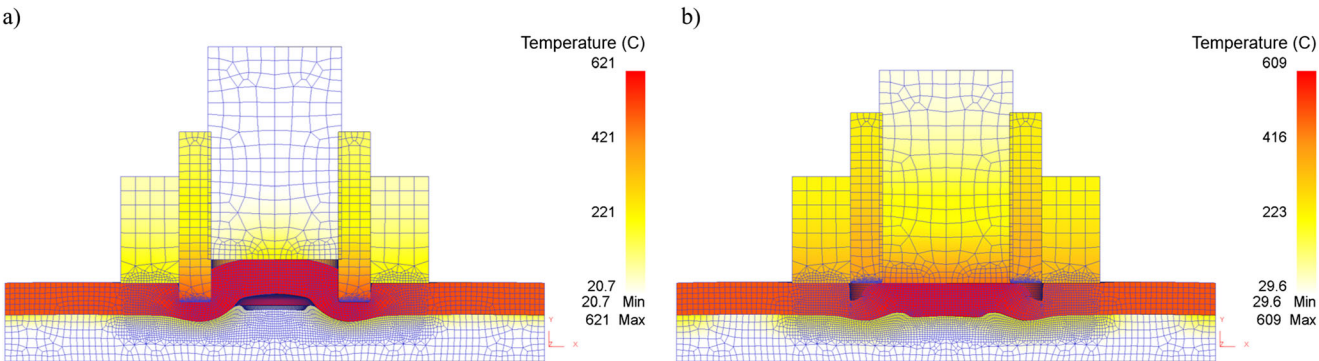 a)
Temperature (C)
621
421
221
20.7
20.7 Min
621 Max
Y
Z X
b)
Temperature (C)
609
416
223
29.6
29.6 Min
609 Max
Y
Z X